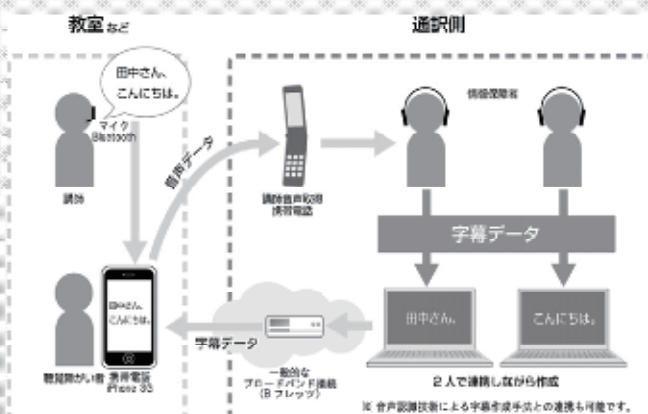 教室など
通訳側
田中さん、
こんにちは。
マイク
Bluetooth
講師
音声データ
講師音声取得
携帯電話
情報保障者
字幕データ
田中さん、
こんにちは。
聴覚障がい者
携帯電話
iPhone 3G
字幕データ
一般的な
ブロードバンド接続
(Bフレッツ)
田中さん、
こんにちは。
2人で連携しながら作成
※ 音声認識技術による字幕作成手法との連携も可能です。